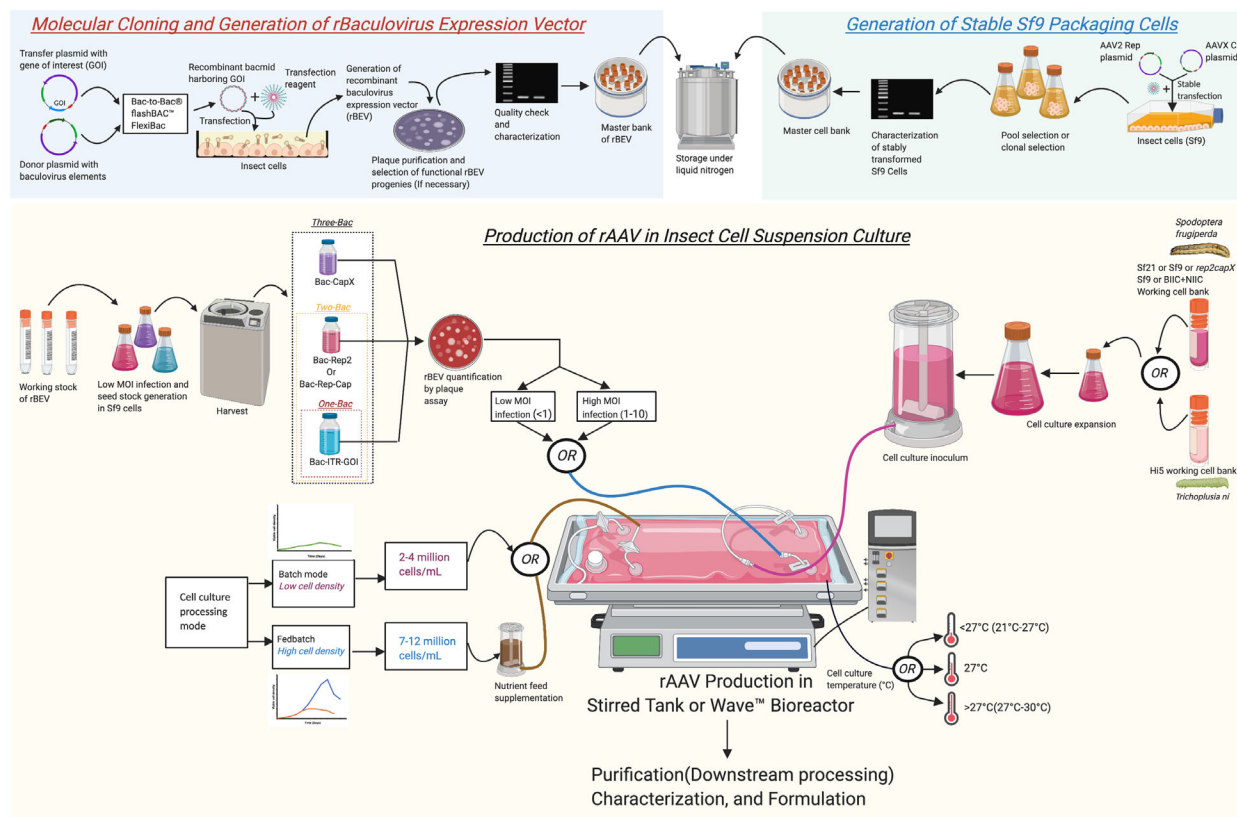 Molecular Cloning and Generation of rBaculovirus Expression Vector
Transfer plasmid with
gene of interest (GOI)
GOI
Donor plasmid with
baculovirus elements
Bac-to-Bac®
flashBAC™
FlexiBac
Recombinant bacmid
harboring GOI
Transfection
reagent
+
Transfection
Insect cells
Generation of
recombinant
baculovirus
expression vector
(rBEV)
Plaque purification and
selection of functional rBEV
progenies (If necessary)
Quality check
and
characterization
Master bank
of rBEV
Storage under
liquid nitrogen
Generation of Stable Sf9 Packaging Cells
Master cell bank
Characterization
of stably
transformed
Sf9 Cells
Pool selection or
clonal selection
AAV2 Rep
plasmid
AAVX C
plasmid
+
Stable
transfection
Insect cells (Sf9)
Production of rAAV in Insect Cell Suspension Culture
Working stock
of rBEV
Low MOI infection and
seed stock generation
in Sf9 cells
Harvest
Three-Bac
Bac-CapX
Two-Bac
Bac-Rep2
Or
Bac-Rep-Cap
One-Bac
Bac-ITR-GOI
rBEV quantification
by plaque
assay
Low MOI
infection (<1)
High MOI
infection (1-10)
OR
Cell culture inoculum
Cell culture expansion
Spodoptera
frugiperda
Sf21 or Sf9 or rep2capX
Sf9 or BIIC+NIIC
Working cell bank
OR
Hi5 working cell bank
Trichoplusia ni
Cell culture
processing
mode
Time (Days)
Batch mode
Low cell density
2-4 million
cells/mL
Fedbatch
High cell density
7-12 million
cells/mL
Time (Days)
OR
Nutrient feed
supplementation
Cell culture
temperature (°C)
OR
<27°C (21°C-27°C)
27°C
>27°C(27°C-30°C)
rAAV Production in
Stirred Tank or Wave™ Bioreactor
Purification(Downstream processing)
Characterization, and Formulation